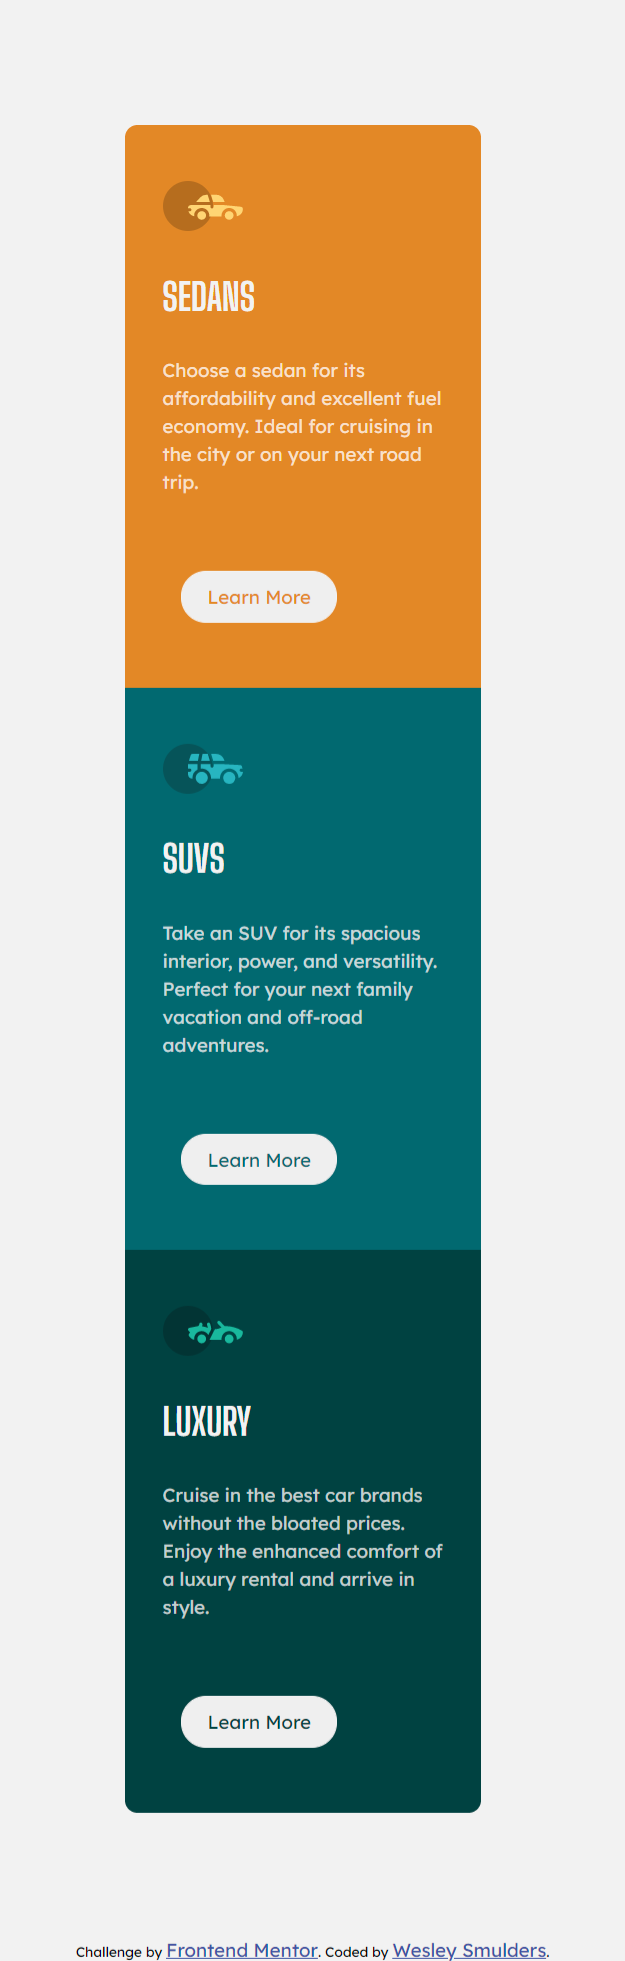 SEDANS
Choose a sedan for its
affordability and excellent fuel
economy. Ideal for cruising in
the city or on your next road
trip.
Learn More
SUVS
Take an SUV for its spacious
interior, power, and versatility.
Perfect for your next family
vacation and off-road
adventures.
Learn More
LUXURY
Cruise in the best car brands
without the bloated prices.
Enjoy the enhanced comfort of
a luxury rental and arrive in
style.
Learn More
Challenge by Frontend Mentor. Coded by Wesley Smulders.